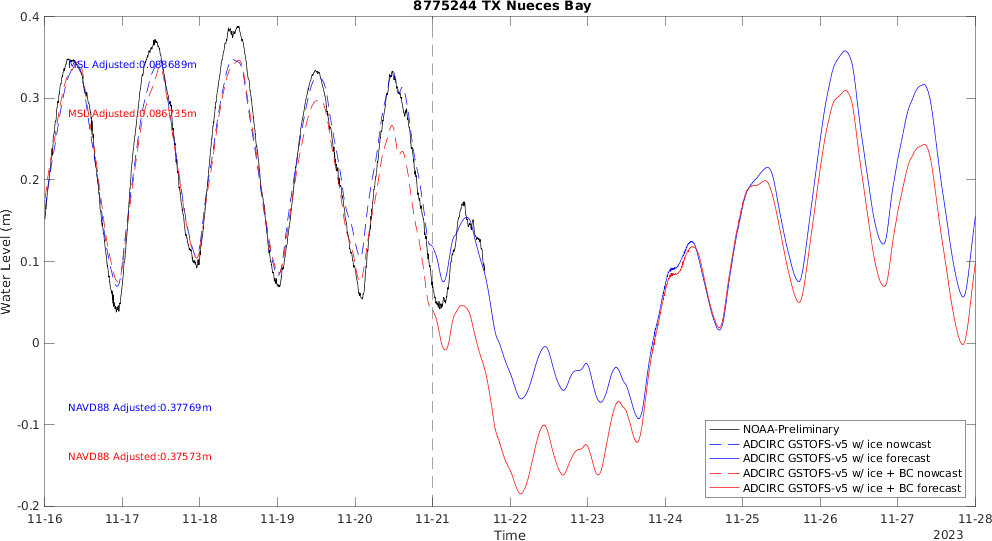 8775244 TX Nueces Bay
0.4
0.3
0.2
0.1
0
-0.1
-0.2
Water Level (m)
MSL Adjusted:0.088689m
MSL Adjusted:0.086735m
NAVD88 Adjusted:0.37769m
NAVD88 Adjusted:0.37573m
NOAA-Preliminary
ADCIRC GSTOFS-v5 w/ ice nowcast
ADCIRC GSTOFS-v5 w/ ice forecast
ADCIRC GSTOFS-v5 w/ ice + BC nowcast
ADCIRC GSTOFS-v5 w/ ice + BC forecast
11-16 11-17 11-18 11-19 11-20 11-21 11-22 11-23 11-24 11-25 11-26 11-27 11-28
Time
2023